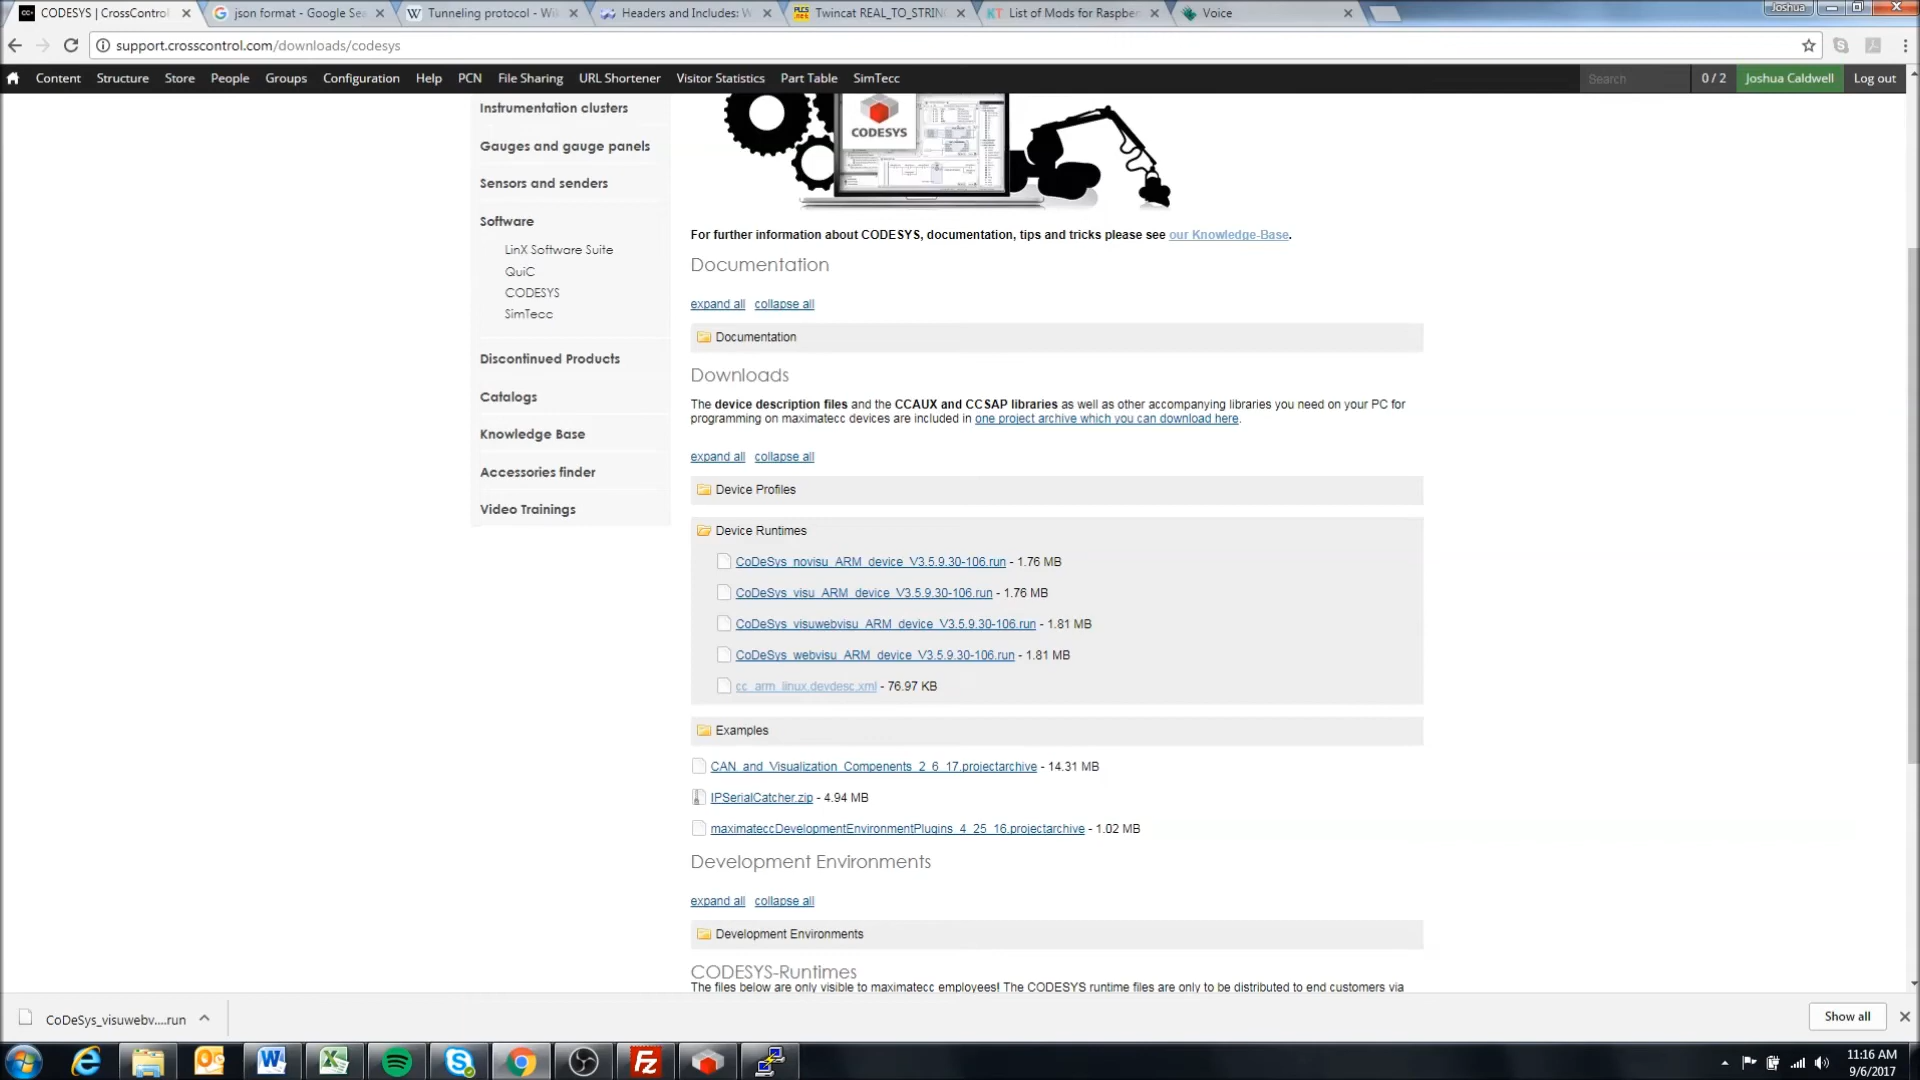 CODESYS | CrossControl
json format - Google Sea
Tunneling protocol - Wik
Headers and Includes: W
Twincat REAL_TO_STRING
List of Mods for Raspber
Voice
Joshua
support.crosscontrol.com/downloads/codesys
Content
Structure
Store
People
Groups
Configuration
Help
PCN
File Sharing
URL Shortener
Visitor Statistics
Part Table
SimTecc
Search
0 / 2
Joshua Caldwell
Log out
Instrumentation clusters
Gauges and gauge panels
Sensors and senders
Software
LinX Software Suite
QuiC
CODESYS
SimTecc
Discontinued Products
Catalogs
Knowledge Base
Accessories finder
Video Trainings
CODESYS
For further information about CODESYS, documentation, tips and tricks please see our Knowledge-Base.
Documentation
expand all collapse all
Documentation
Downloads
The device description files and the CCAUX and CCSAP libraries as well as other accompanying libraries you need on your PC for
programming on maximatecc devices are included in one project archive which you can download here.
expand all collapse all
Device Profiles
Device Runtimes
CoDeSys_novisu_ARM_device_V3.5.9.30-106.run - 1.76 MB
CoDeSys_visu_ARM_device_V3.5.9.30-106.run - 1.76 MB
CoDeSys_visuwebvisu_ARM_device_V3.5.9.30-106.run - 1.81 MB
CoDeSys_webvisu_ARM_device_V3.5.9.30-106.run - 1.81 MB
cc_arm_linux.devdesc.xml - 76.97 KB
Examples
CAN_and_Visualization_Compenents_2_6_17.projectarchive - 14.31 MB
IPSerialCatcher.zip - 4.94 MB
maximateccDevelopmentEnvironmentPlugins_4_25_16.projectarchive - 1.02 MB
Development Environments
expand all collapse all
Development Environments
CODESYS-Runtimes
The files below are only visible to maximatecc employees! The CODESYS runtime files are only to be distributed to end customers via
CoDeSys_visuwebv....run
Show all
11:16 AM
9/6/2017